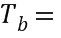 T_b =